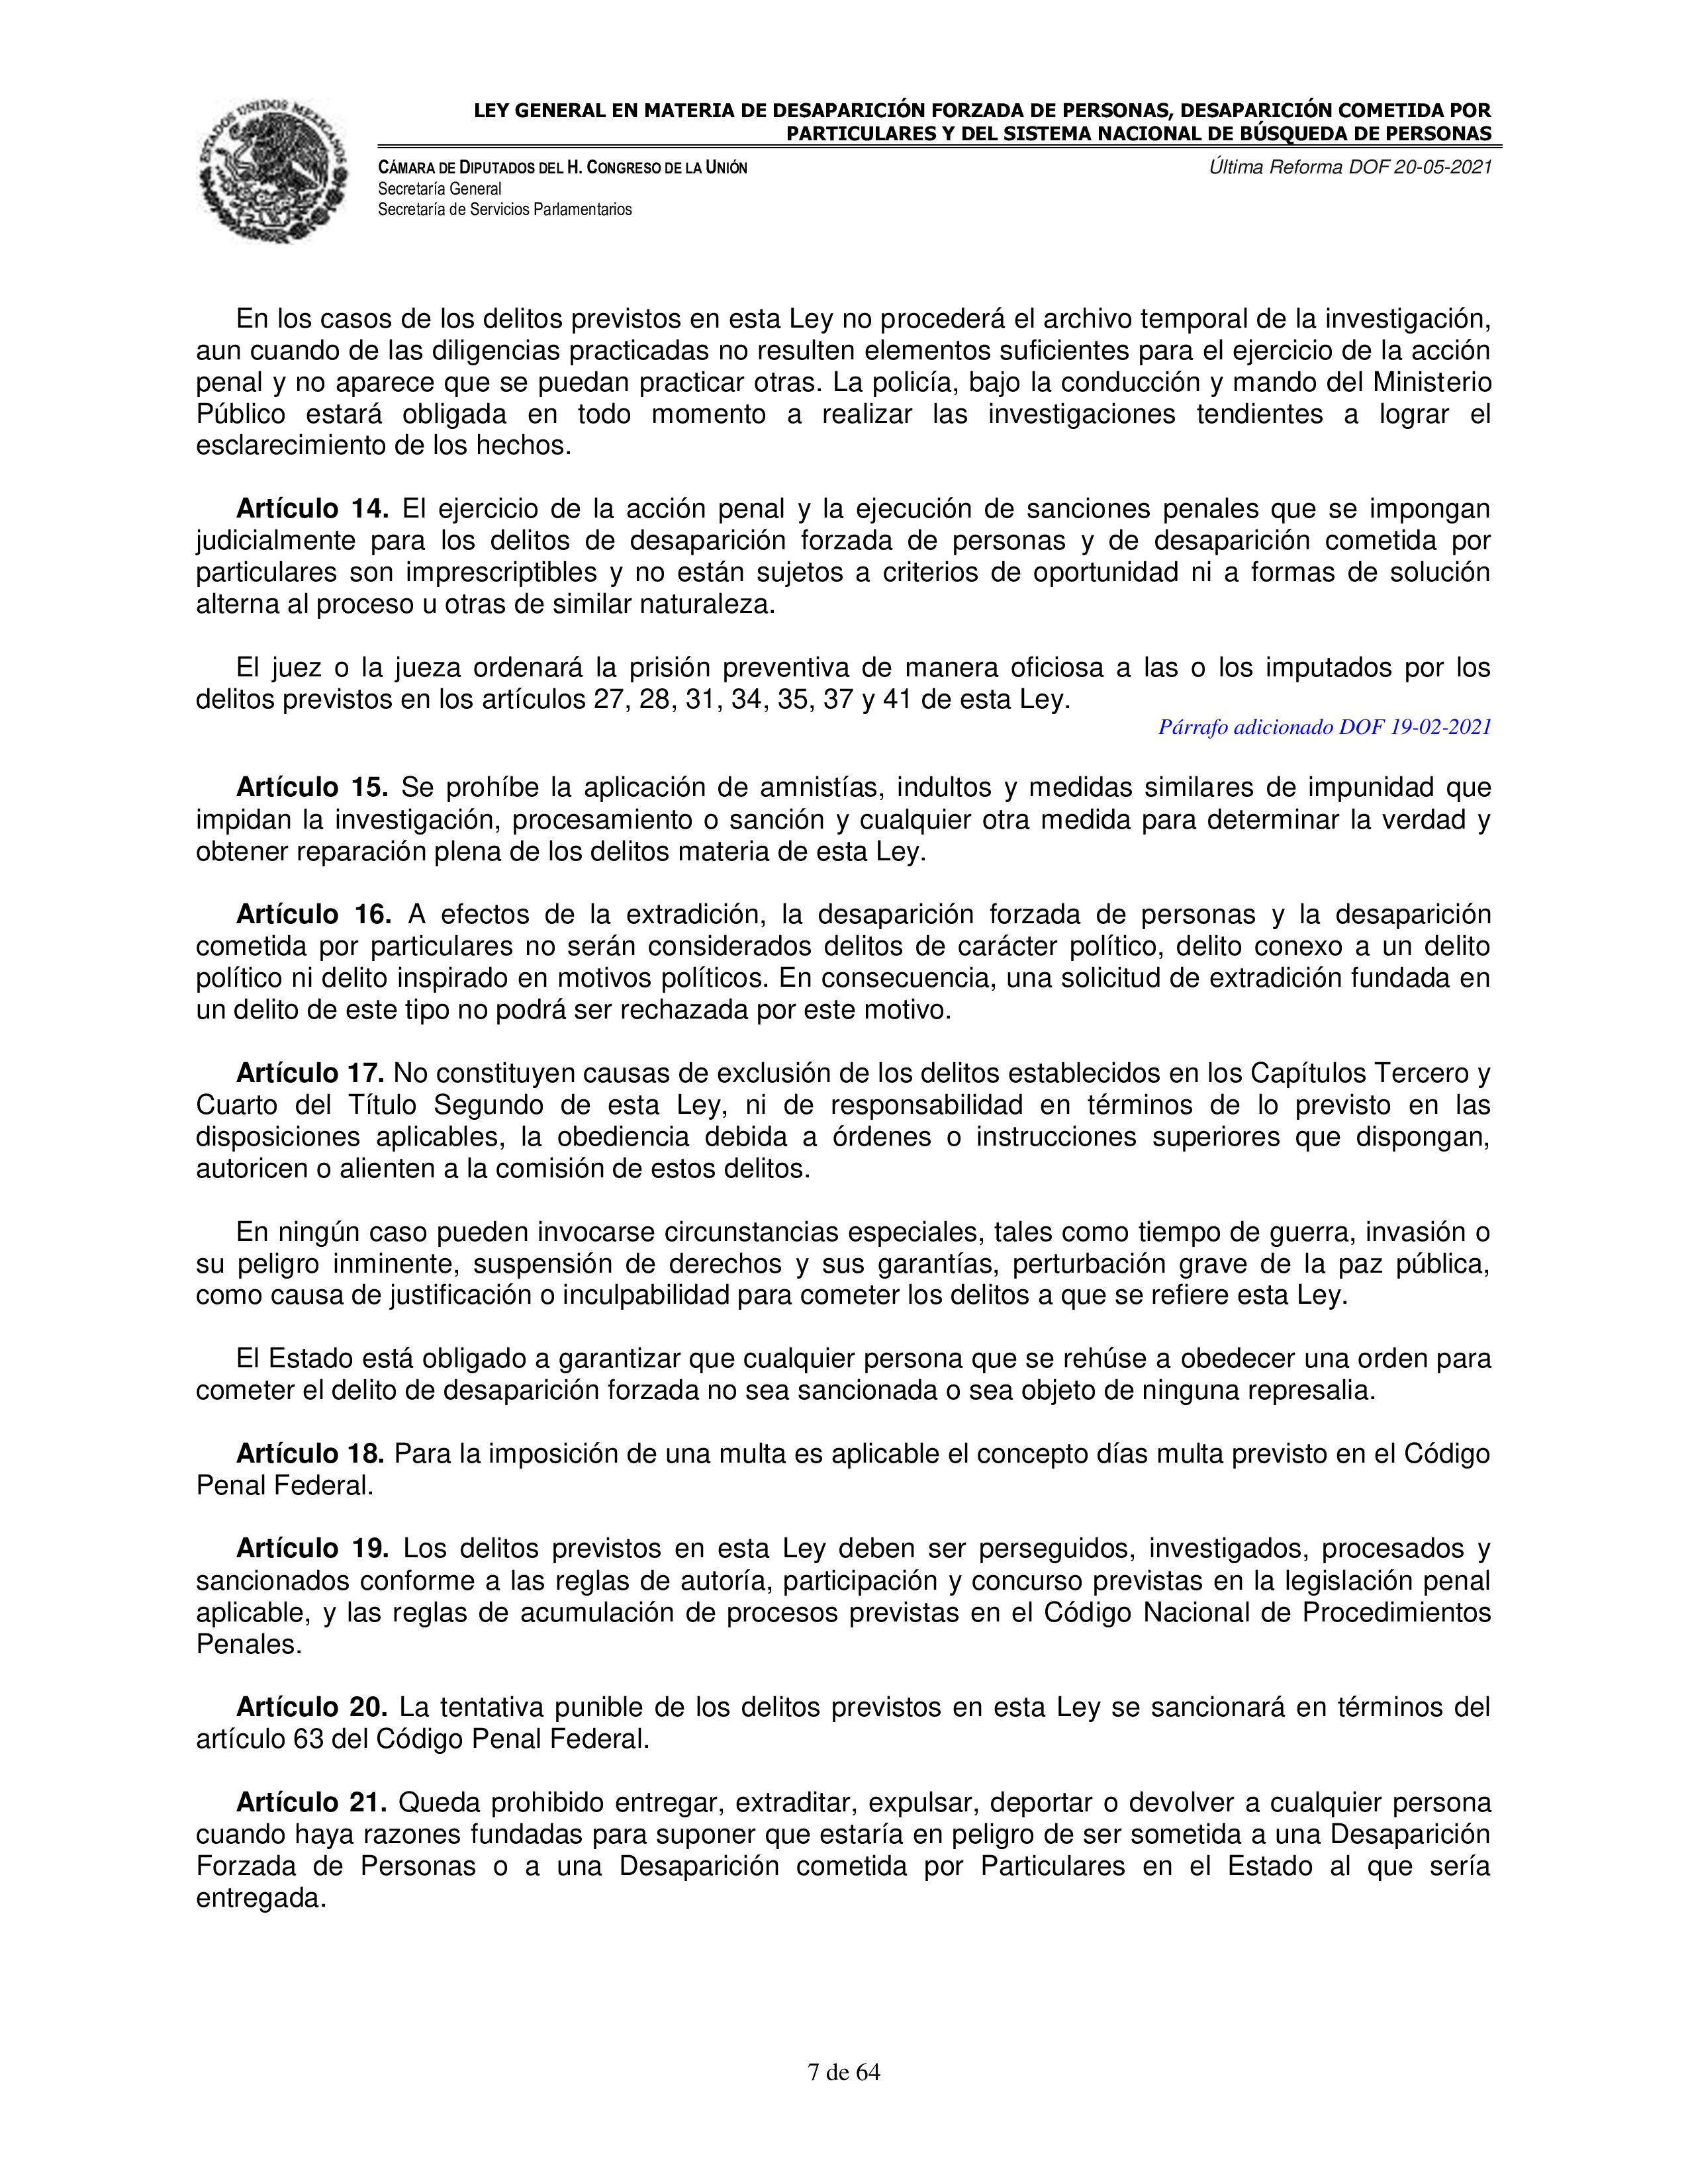 ESTADOS UNIDOS MEXICANOS
LEY GENERAL EN MATERIA DE DESAPARICIÓN FORZADA DE PERSONAS, DESAPARICIÓN COMETIDA POR
PARTICULARES Y DEL SISTEMA NACIONAL DE BÚSQUEDA DE PERSONAS
CÁMARA DE DIPUTADOS DEL H. CONGRESO DE LA UNIÓN
Última Reforma DOF 20-05-2021
Secretaría General
Secretaría de Servicios Parlamentarios
En los casos de los delitos previstos en esta Ley no procederá el archivo temporal de la investigación,
aun cuando de las diligencias practicadas no resulten elementos suficientes para el ejercicio de la acción
penal y no aparece que se puedan practicar otras. La policía, bajo la conducción y mando del Ministerio
Público estará obligada en todo momento a realizar las investigaciones tendientes a lograr el
esclarecimiento de los hechos.
Artículo 14. El ejercicio de la acción penal y la ejecución de sanciones penales que se impongan
judicialmente para los delitos de desaparición forzada de personas y de desaparición cometida por
particulares son imprescriptibles y no están sujetos a criterios de oportunidad ni a formas de solución
alterna al proceso u otras de similar naturaleza.
El juez o la jueza ordenará la prisión preventiva de manera oficiosa a las o los imputados por los
delitos previstos en los artículos 27, 28, 31, 34, 35, 37 y 41 de esta Ley.
Párrafo adicionado DOF 19-02-2021
Artículo 15. Se prohíbe la aplicación de amnistías, indultos y medidas similares de impunidad que
impidan la investigación, procesamiento o sanción y cualquier otra medida para determinar la verdad y
obtener reparación plena de los delitos materia de esta Ley.
Artículo 16. A efectos de la extradición, la desaparición forzada de personas y la desaparición
cometida por particulares no serán considerados delitos de carácter político, delito conexo a un delito
político ni delito inspirado en motivos políticos. En consecuencia, una solicitud de extradición fundada en
un delito de este tipo no podrá ser rechazada por este motivo.
Artículo 17. No constituyen causas de exclusión de los delitos establecidos en los Capítulos Tercero y
Cuarto del Título Segundo de esta Ley, ni de responsabilidad en términos de lo previsto en las
disposiciones aplicables, la obediencia debida a órdenes o instrucciones superiores que dispongan,
autoricen o alienten a la comisión de estos delitos.
En ningún caso pueden invocarse circunstancias especiales, tales como tiempo de guerra, invasión o
su peligro inminente, suspensión de derechos y sus garantías, perturbación grave de la paz pública,
como causa de justificación o inculpabilidad para cometer los delitos a que se refiere esta Ley.
El Estado está obligado a garantizar que cualquier persona que se rehúse a obedecer una orden para
cometer el delito de desaparición forzada no sea sancionada o sea objeto de ninguna represalia.
Artículo 18. Para la imposición de una multa es aplicable el concepto días multa previsto en el Código
Penal Federal.
Artículo 19. Los delitos previstos en esta Ley deben ser perseguidos, investigados, procesados y
sancionados conforme a las reglas de autoría, participación y concurso previstas en la legislación penal
aplicable, y las reglas de acumulación de procesos previstas en el Código Nacional de Procedimientos
Penales.
Artículo 20. La tentativa punible de los delitos previstos en esta Ley se sancionará en términos del
artículo 63 del Código Penal Federal.
Artículo 21. Queda prohibido entregar, extraditar, expulsar, deportar o devolver a cualquier persona
cuando haya razones fundadas para suponer que estaría en peligro de ser sometida a una Desaparición
Forzada de Personas o a una Desaparición cometida por Particulares en el Estado al que sería
entregada.
7 de 64